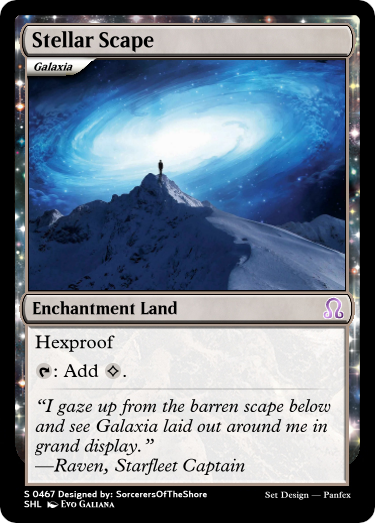 Stellar Scape
Galaxia
Enchantment Land
Hexproof
: Add .
“I gaze up from the barren scape below
and see Galaxia laid out around me in
grand display.”
—Raven, Starfleet Captain
S 0467 Designed by: SorcerersOfTheShore
SHL Evo Galiana
Set Design — Panfex